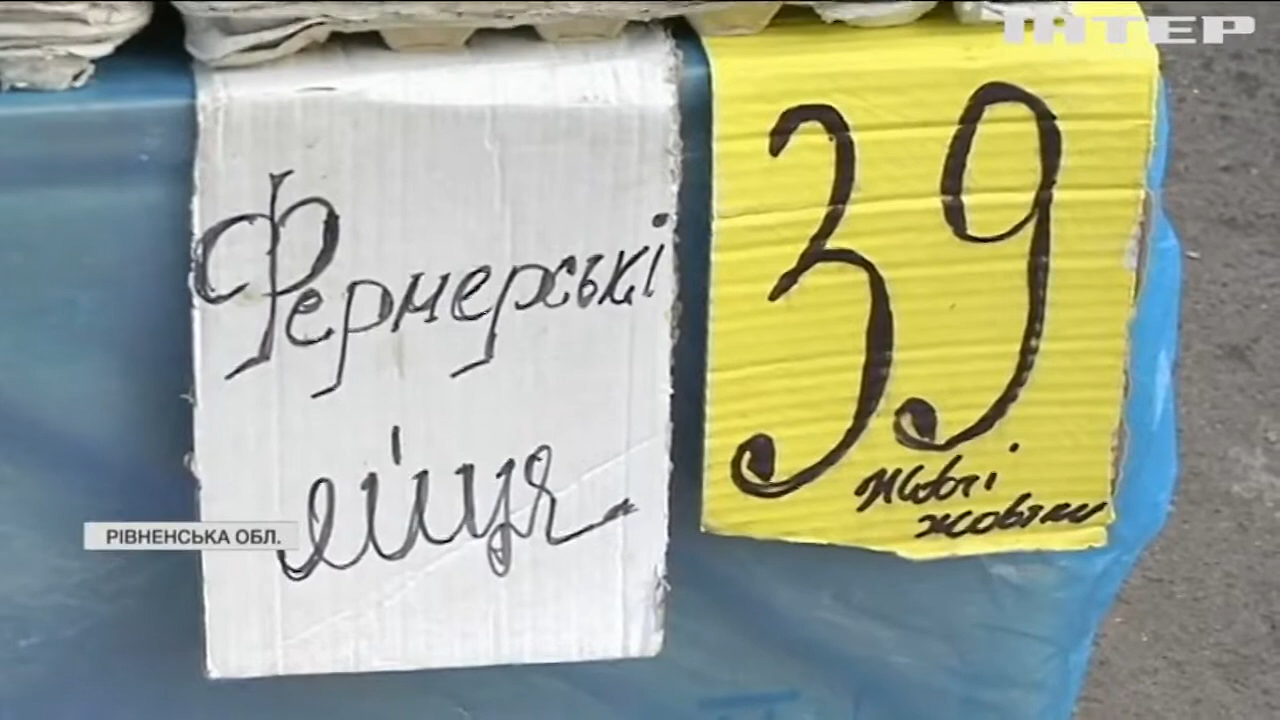 ІНТЕР
Фермерські
яйця
39
жовті
жовтки
РІВНЕНСЬКА ОБЛ.